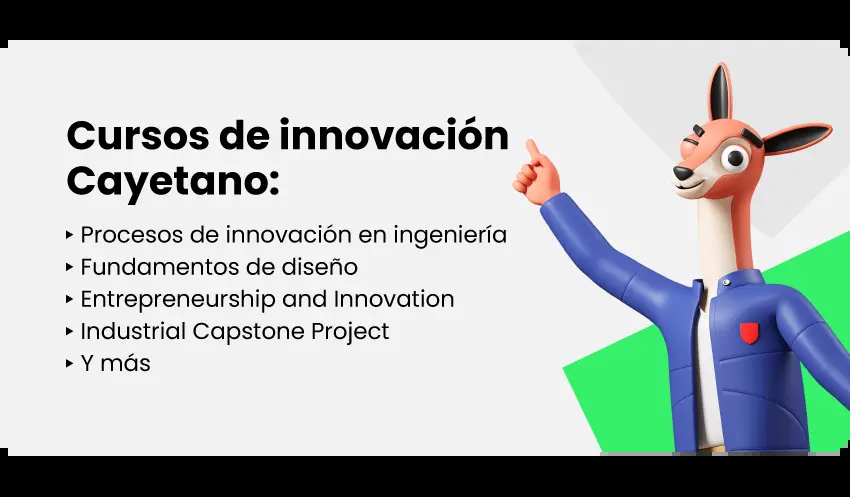 Cursos de innovación
Cayetano:
‣ Procesos de innovación en ingeniería
‣ Fundamentos de diseño
‣ Entrepreneurship and Innovation
‣ Industrial Capstone Project
‣ Y más